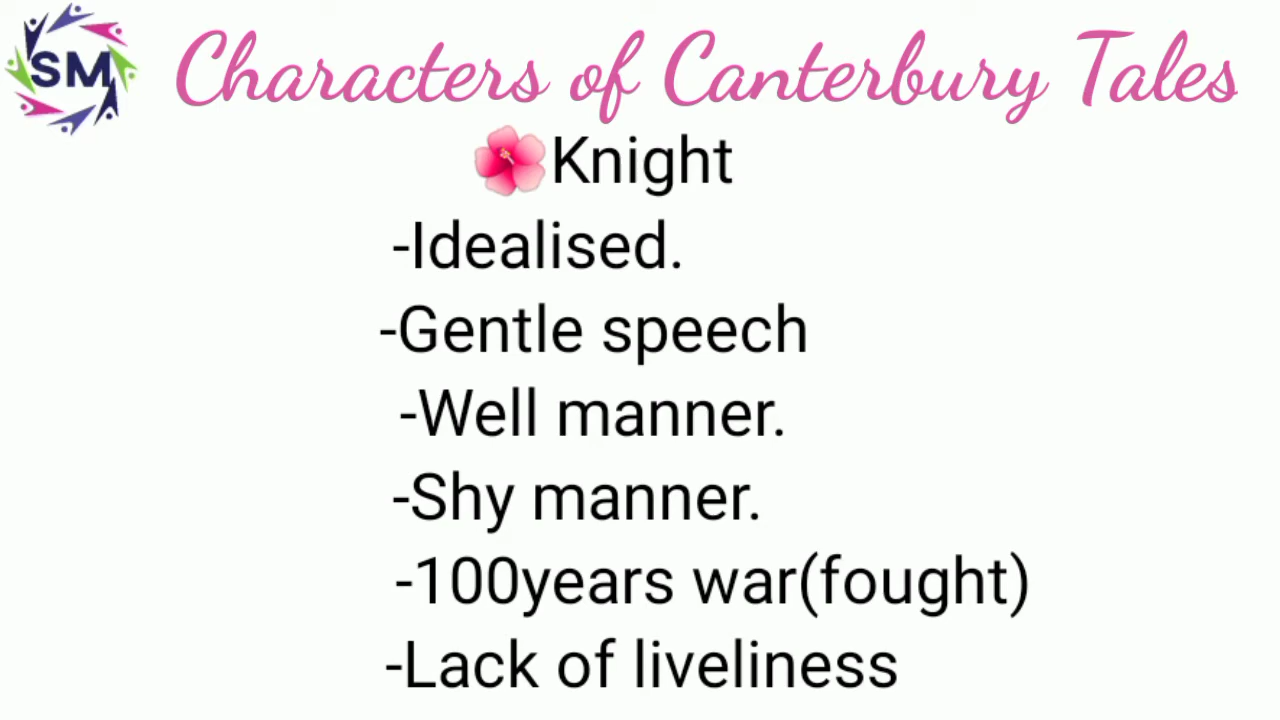 SM
Characters of Canterbury Tales
🌺Knight
-Idealised.
-Gentle speech
-Well manner.
-Shy manner.
-100years war(fought)
-Lack of liveliness